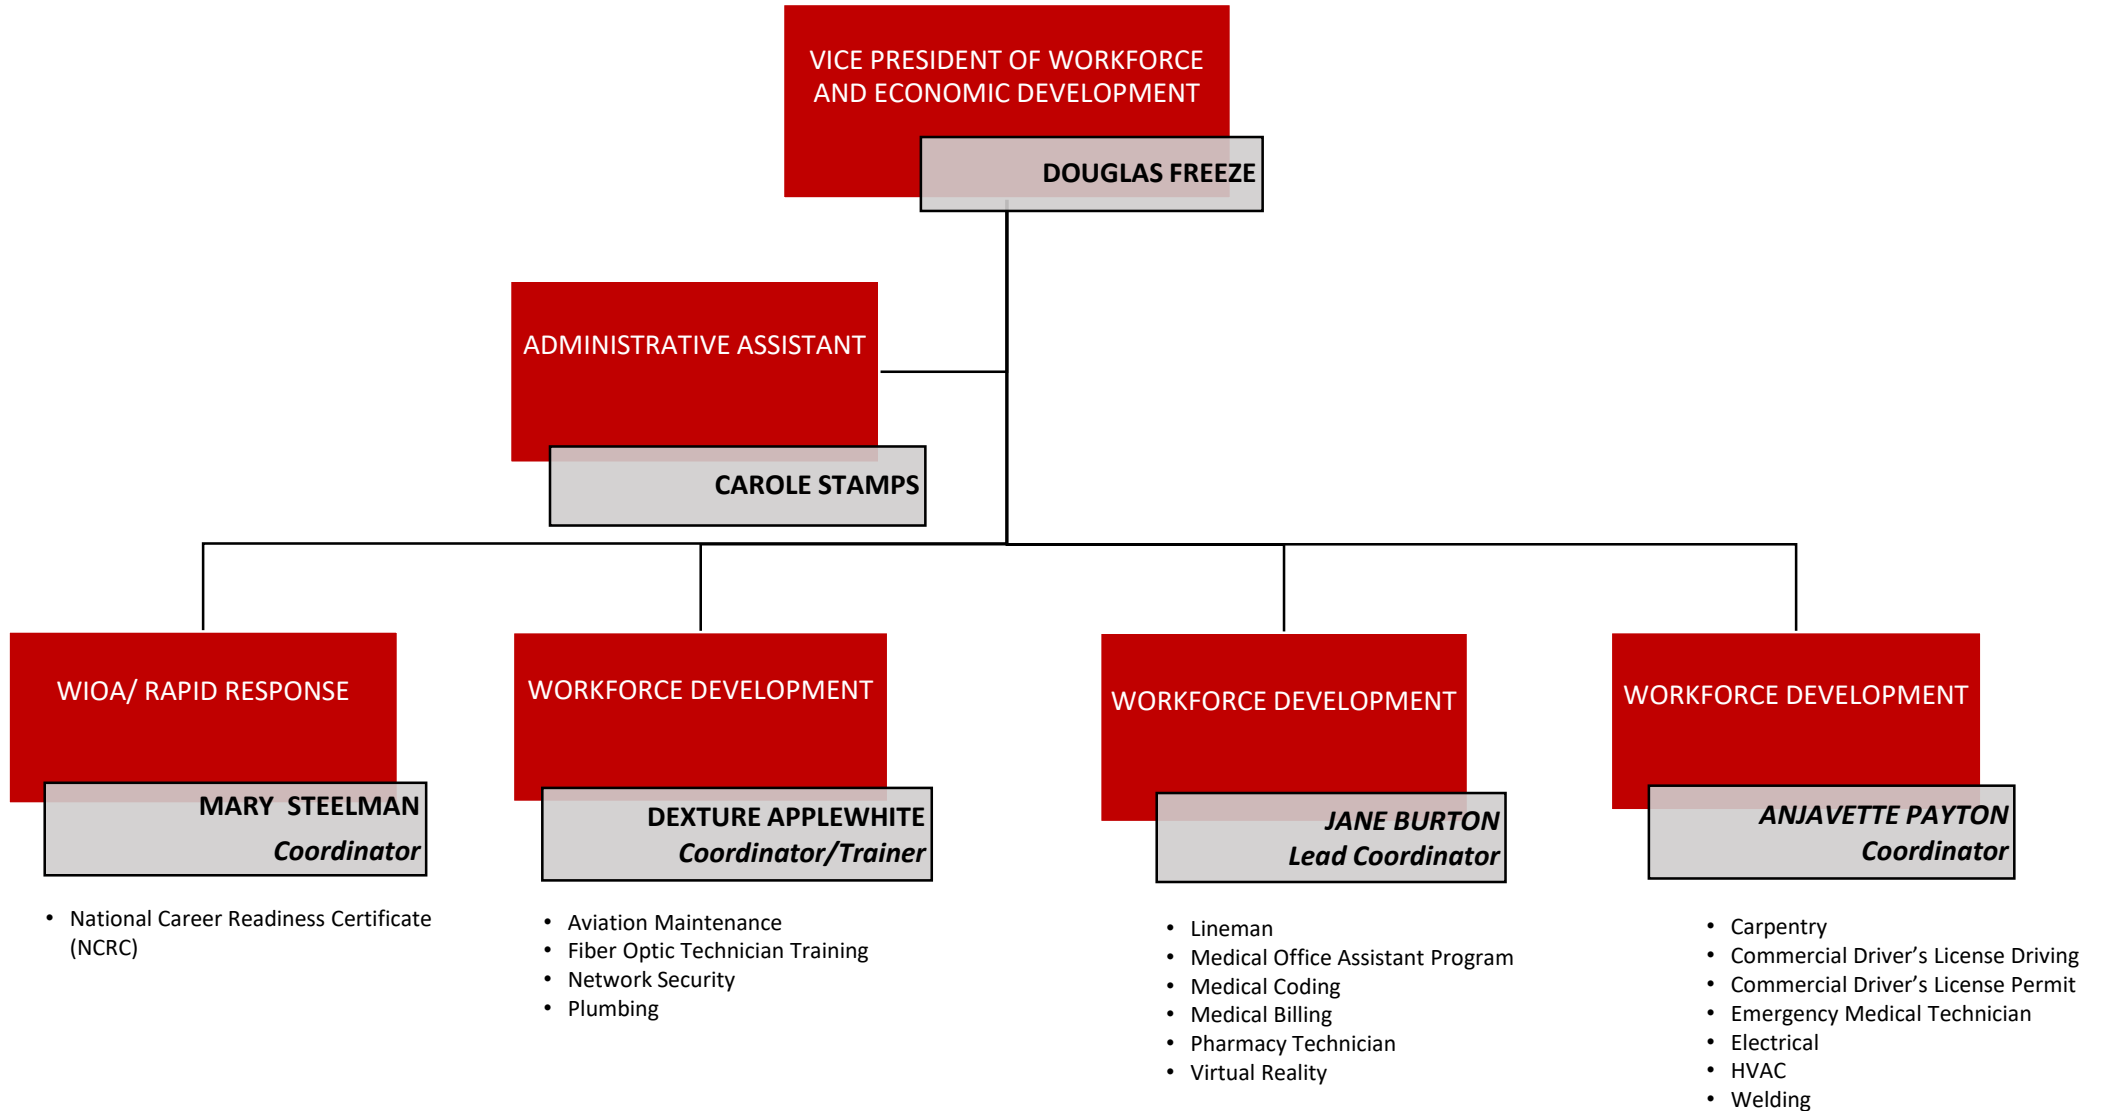 VICE PRESIDENT OF WORKFORCE
AND ECONOMIC DEVELOPMENT
DOUGLAS FREEZE
ADMINISTRATIVE ASSISTANT
CAROLE STAMPS
WIOA/ RAPID RESPONSE
MARY  STEELMAN
Coordinator
• National Career Readiness Certificate
(NCRC)
WORKFORCE DEVELOPMENT
DEXTURE APPLEWHITE
Coordinator/Trainer
• Aviation Maintenance
• Fiber Optic Technician Training
• Network Security
• Plumbing
WORKFORCE DEVELOPMENT
JANE BURTON
Lead Coordinator
• Lineman
• Medical Office Assistant Program
• Medical Coding
• Medical Billing
• Pharmacy Technician
• Virtual Reality
WORKFORCE DEVELOPMENT
ANJAVETTE PAYTON
Coordinator
• Carpentry
• Commercial Driver’s License Driving
• Commercial Driver’s License Permit
• Emergency Medical Technician
• Electrical
• HVAC
• Welding